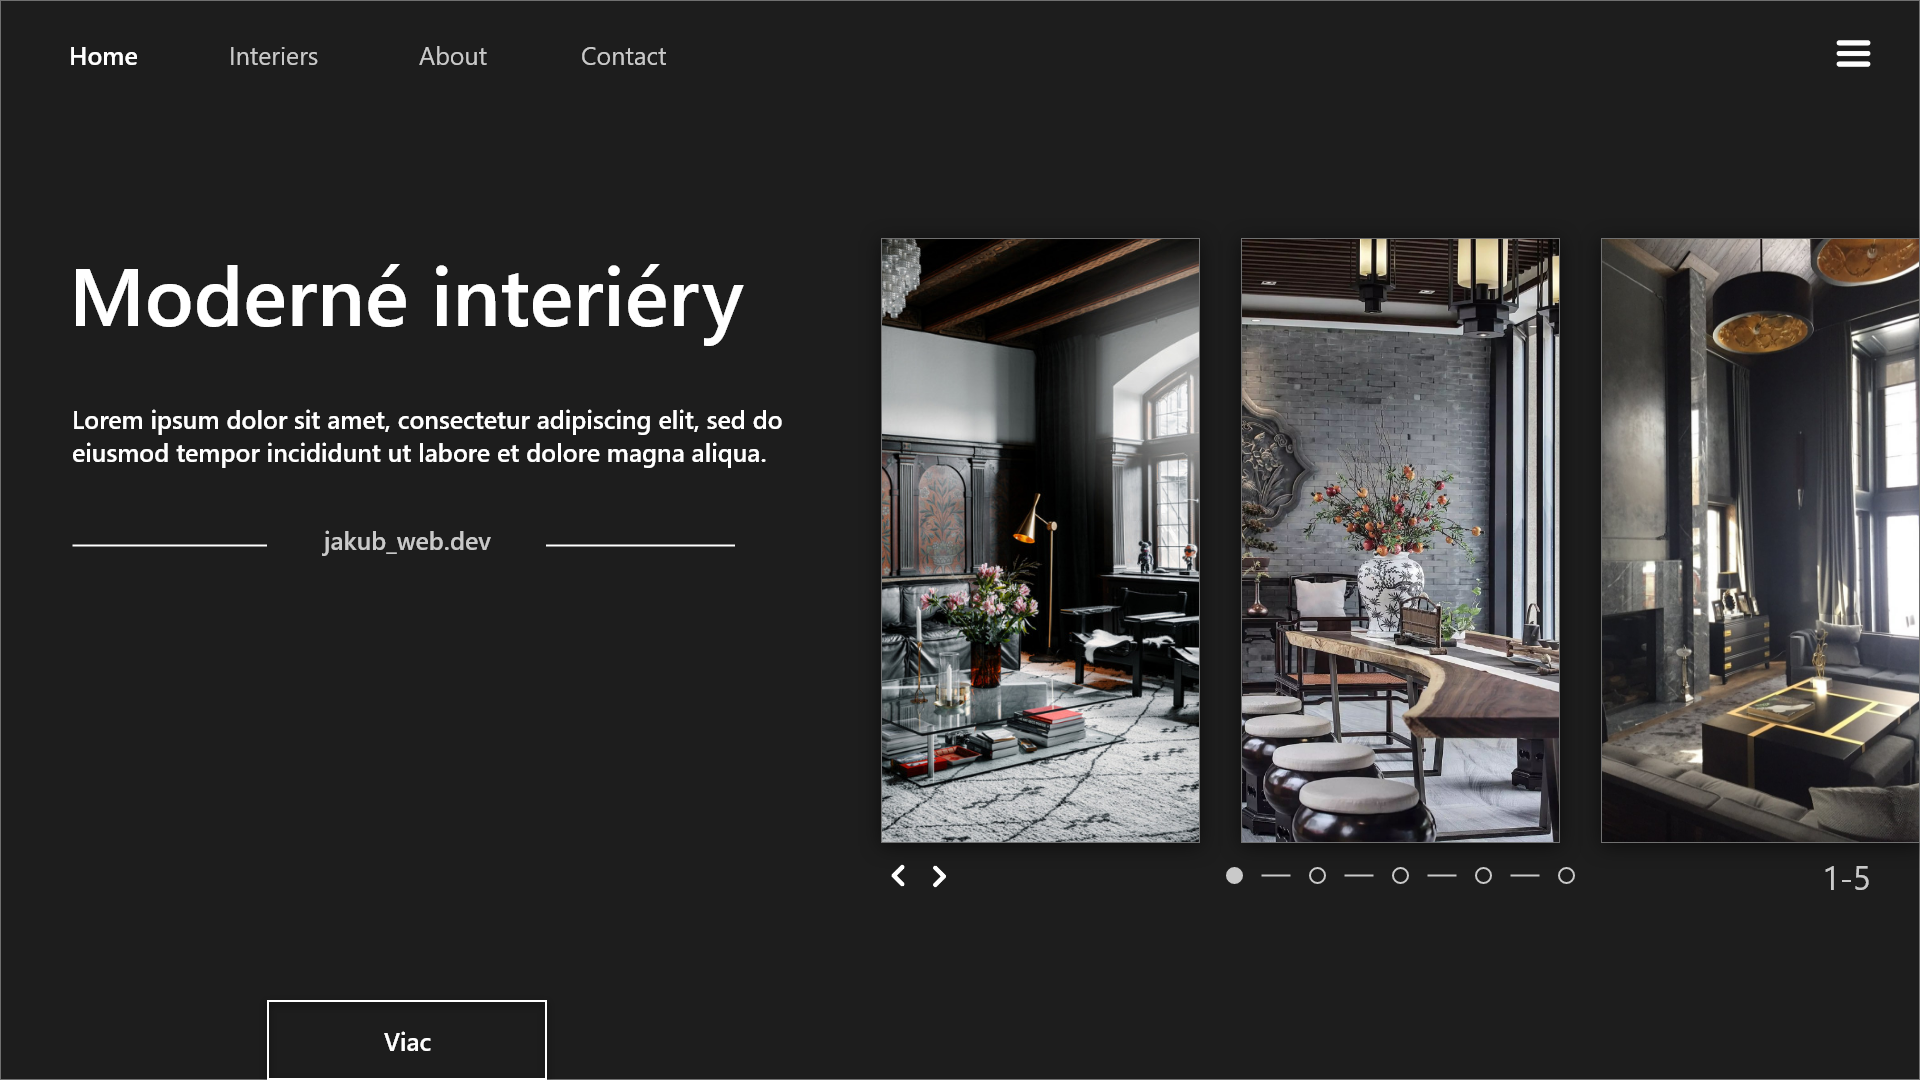 Home Interiers About Contact
Moderné interiéry
Lorem ipsum dolor sit amet, consectetur adipiscing elit, sed do
eiusmod tempor incididunt ut labore et dolore magna aliqua.
jakub_web.dev
1-5
Viac